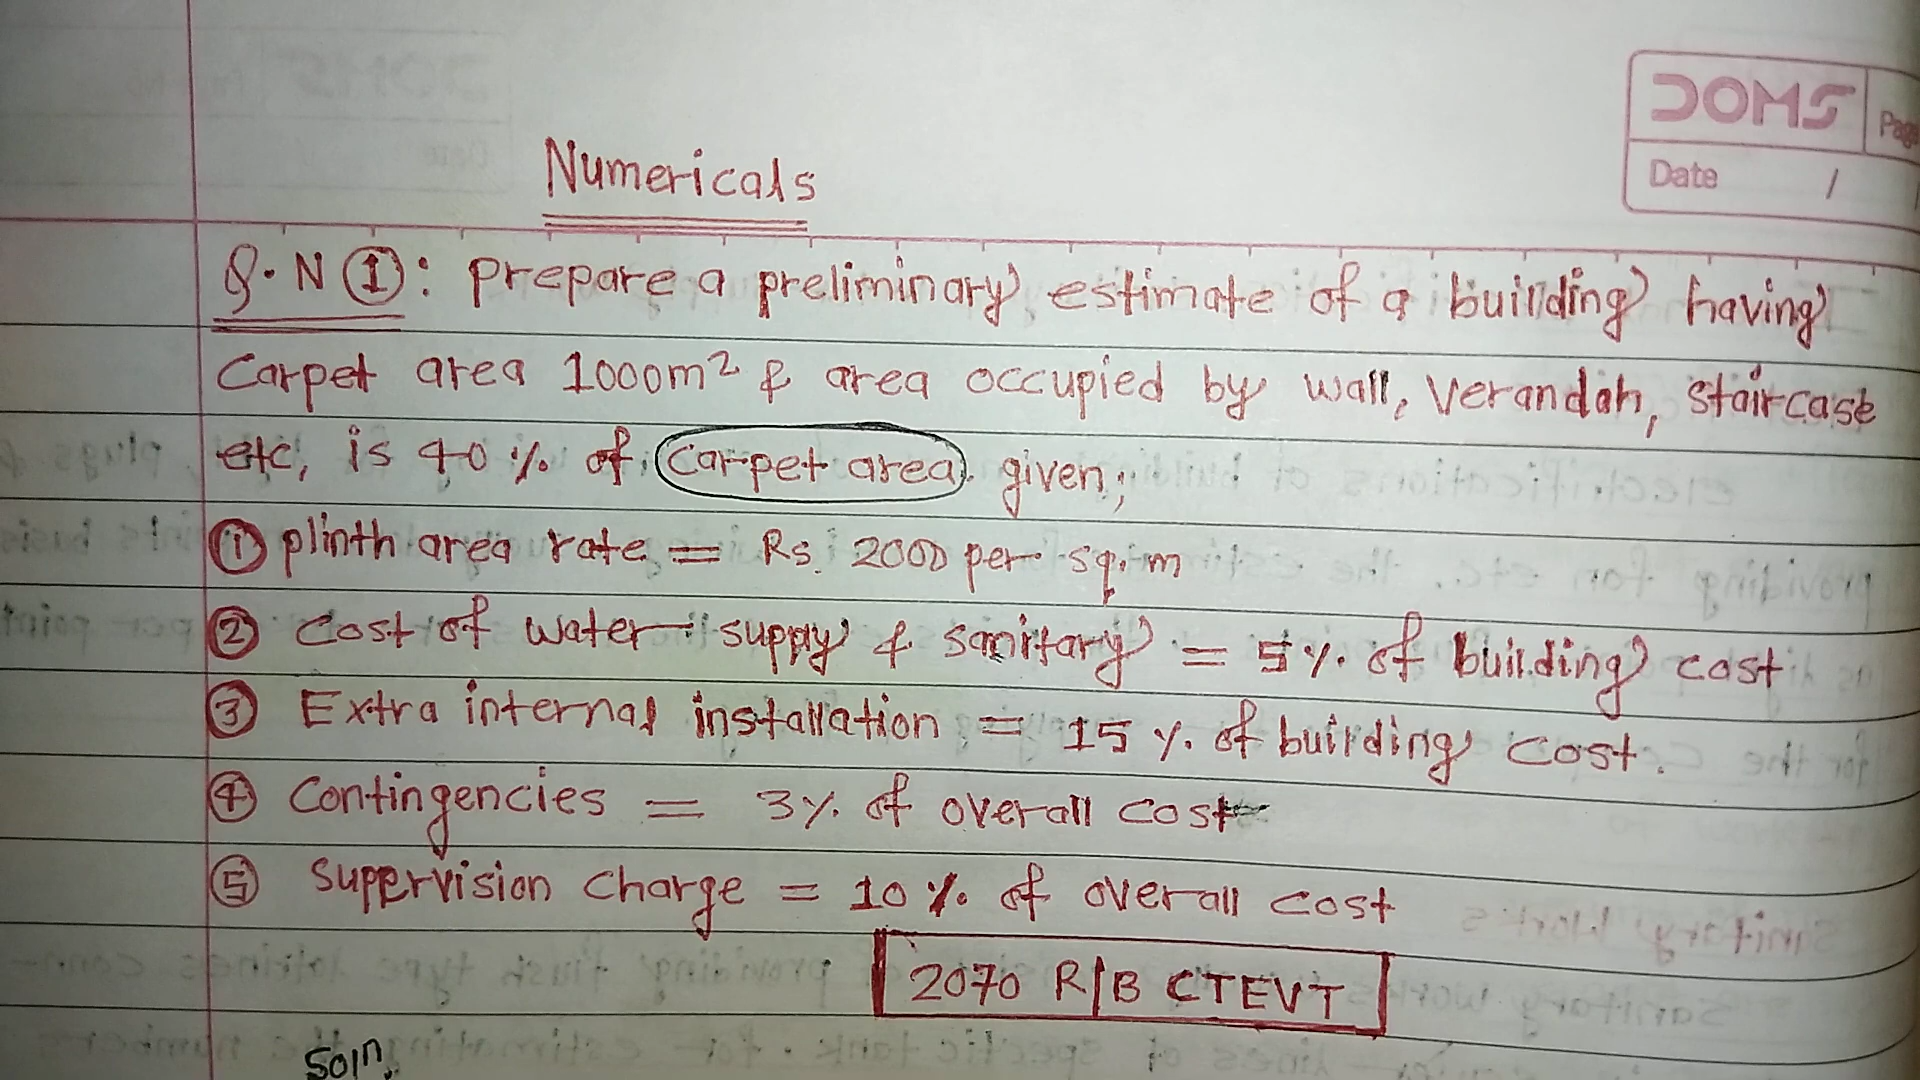 DOMS
Page
Date / /
Numericals
Q.N ①: prepare a preliminary estimate of a building having
Carpet area 1000m² & area occupied by wall, verandah, staircase
etc, is 40% of carpet area. given;
① plinth area rate = Rs. 2000 per sq.m
② Cost of water supply & sanitary = 5% of building cost
③ Extra internal installation = 15% of building cost.
④ Contingencies = 3% of overall cost
⑤ Supervision charge = 10% of overall cost
2070 R/B CTEVT
Soln,